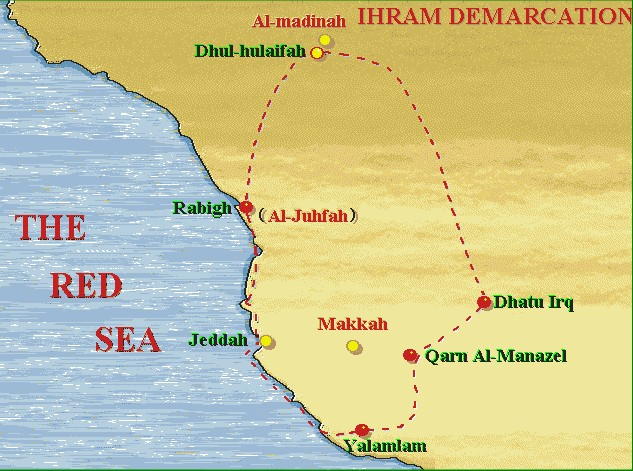 IHRAM DEMARCATION
Al-madinah
Dhul-hulaifah
Rabigh
(Al-Juhfah)
THE
RED
SEA
Dhatu Irq
Makkah
Jeddah
Qarn Al-Manazel
Yalamlam